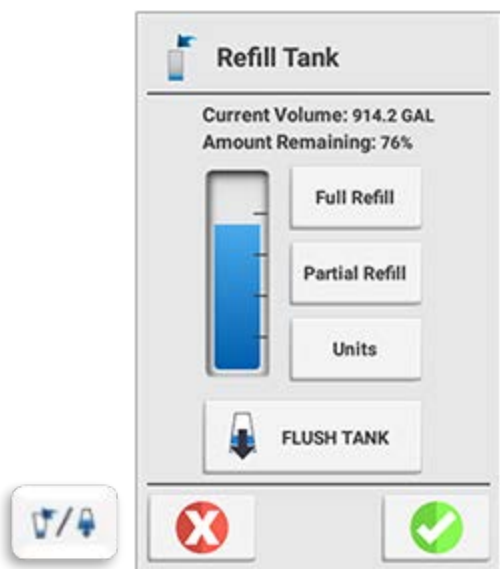 Refill Tank
Current Volume: 914.2 GAL
Amount Remaining: 76%
Full Refill
Partial Refill
Units
FLUSH TANK